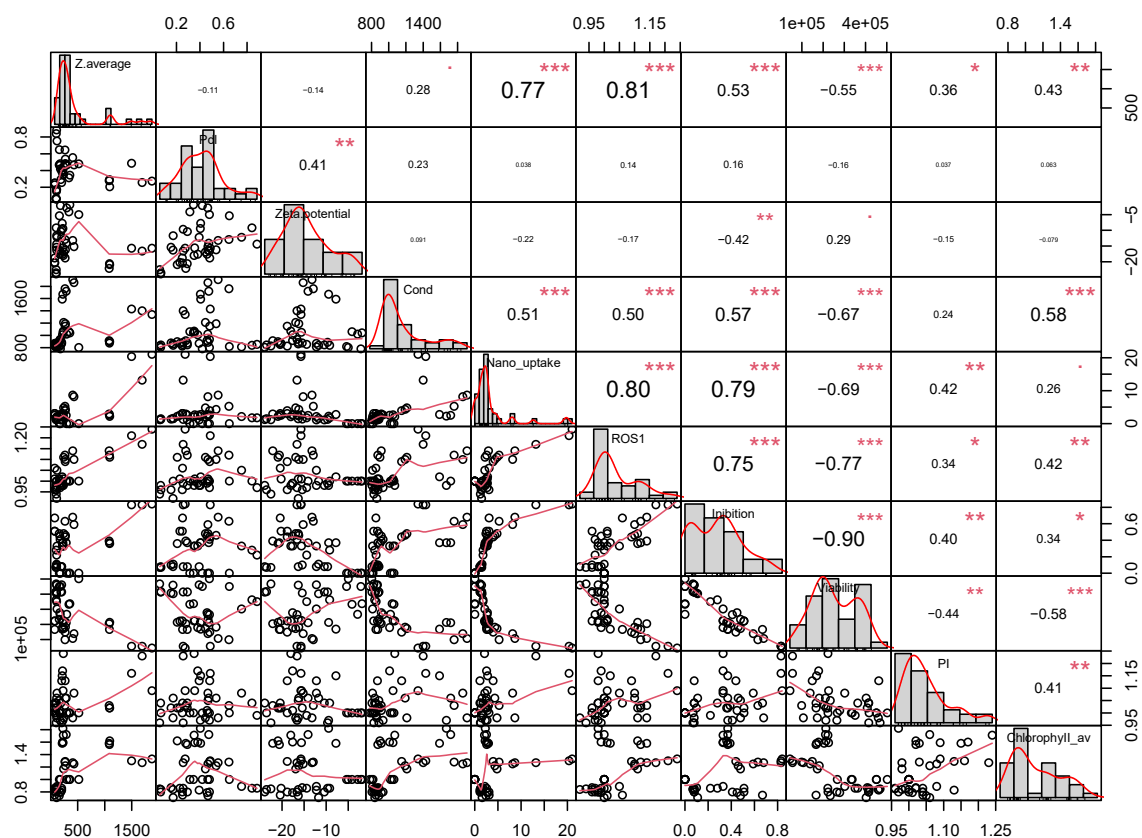 0.2 0.6 800 1400 0.95 1.15 1e+05 4e+05 0.8 1.4
Z.average −0.11 −0.14 0.28 . 0.77 *** 0.81 *** 0.53 *** −0.55 *** 0.36 * 0.43 ** 500
0.2 0.8 PdI 0.41 ** 0.23 0.038 0.14 0.16 −0.16 0.037 0.063
Zeta.potential 0.091 −0.22 −0.17 −0.42 ** 0.29 . −0.15 −0.079 −20 −5
800 1600 Cond 0.51 *** 0.50 *** 0.57 *** −0.67 *** 0.24 0.58 ***
Nano_uptake 0.80 *** 0.79 *** −0.69 *** 0.42 ** 0.26 . 0 10 20
0.95 1.20 ROS1 0.75 *** −0.77 *** 0.34 * 0.42 **
Inibition −0.90 *** 0.40 ** 0.34 * 0.0 0.6
1e+05 Viability −0.44 ** −0.58 ***
PI 0.41 ** 0.95 1.15
0.8 1.4 Chlorophyll_av
500 1500 −20 −10 0 10 20 0.0 0.4 0.8 0.95 1.10 1.25